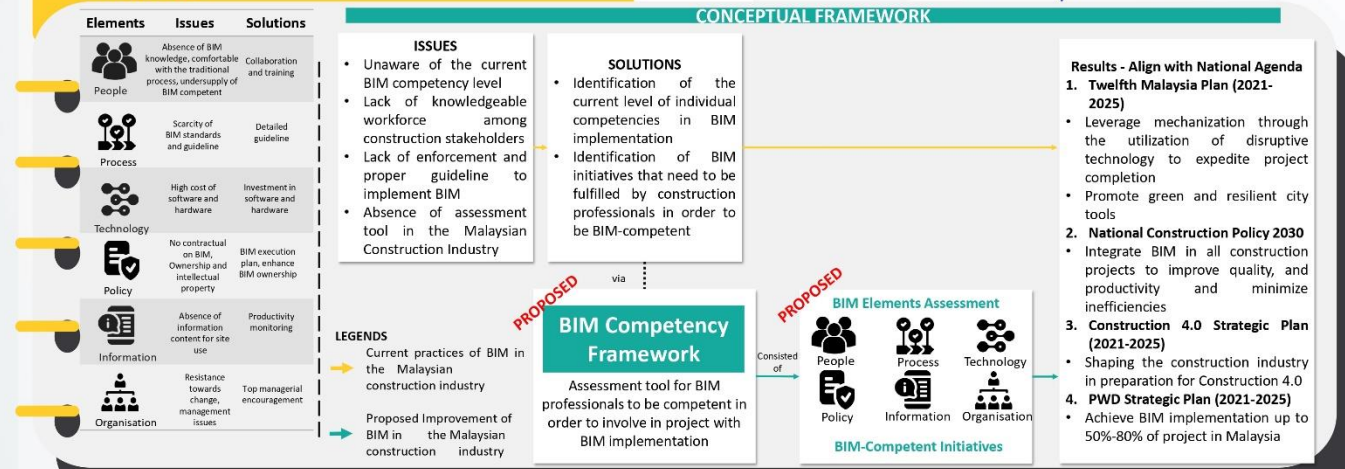 CONCEPTUAL FRAMEWORK
Elements Issues Solutions
People
Absence of BIM
knowledge, comfortable
with the traditional
process, undersupply of
BIM competent
Collaboration
and training
Process
Scarcity of
BIM standards
and guideline
Detailed
guideline
Technology
High cost of
software and
hardware
Investment in
software and
hardware
Policy
No contractual
on BIM,
Ownership and
intellectual
property
BIM execution
plan, enhance
BIM ownership
Information
Absence of
information
content for site
use
Productivity
monitoring
Organisation
Resistance
towards
change,
management
issues
Top managerial
encouragement
ISSUES
• Unaware of the current
BIM competency level
• Lack of knowledgeable
workforce among
construction stakeholders
• Lack of enforcement and
proper guideline to
implement BIM
• Absence of assessment
tool in the Malaysian
Construction Industry
SOLUTIONS
• Identification of the
current level of individual
competencies in BIM
implementation
• Identification of BIM
initiatives that need to be
fulfilled by construction
professionals in order to
be BIM-competent
via
LEGENDS
Current practices of BIM in
the Malaysian
construction industry
Proposed Improvement of
BIM in the Malaysian
construction industry
PROPOSED
BIM Competency
Framework
Assessment tool for BIM
professionals to be competent in
order to involve in project with
BIM implementation
Consisted
of
PROPOSED
BIM Elements Assessment
People Process Technology
Policy Information Organisation
BIM-Competent Initiatives
Results - Align with National Agenda
1. Twelfth Malaysia Plan (2021-
2025)
• Leverage mechanization through
the utilization of disruptive
technology to expedite project
completion
• Promote green and resilient city
tools
2. National Construction Policy 2030
• Integrate BIM in all construction
projects to improve quality, and
productivity and minimize
inefficiencies
3. Construction 4.0 Strategic Plan
(2021-2025)
• Shaping the construction industry
in preparation for Construction 4.0
4. PWD Strategic Plan (2021-2025)
• Achieve BIM implementation up to
50%-80% of project in Malaysia